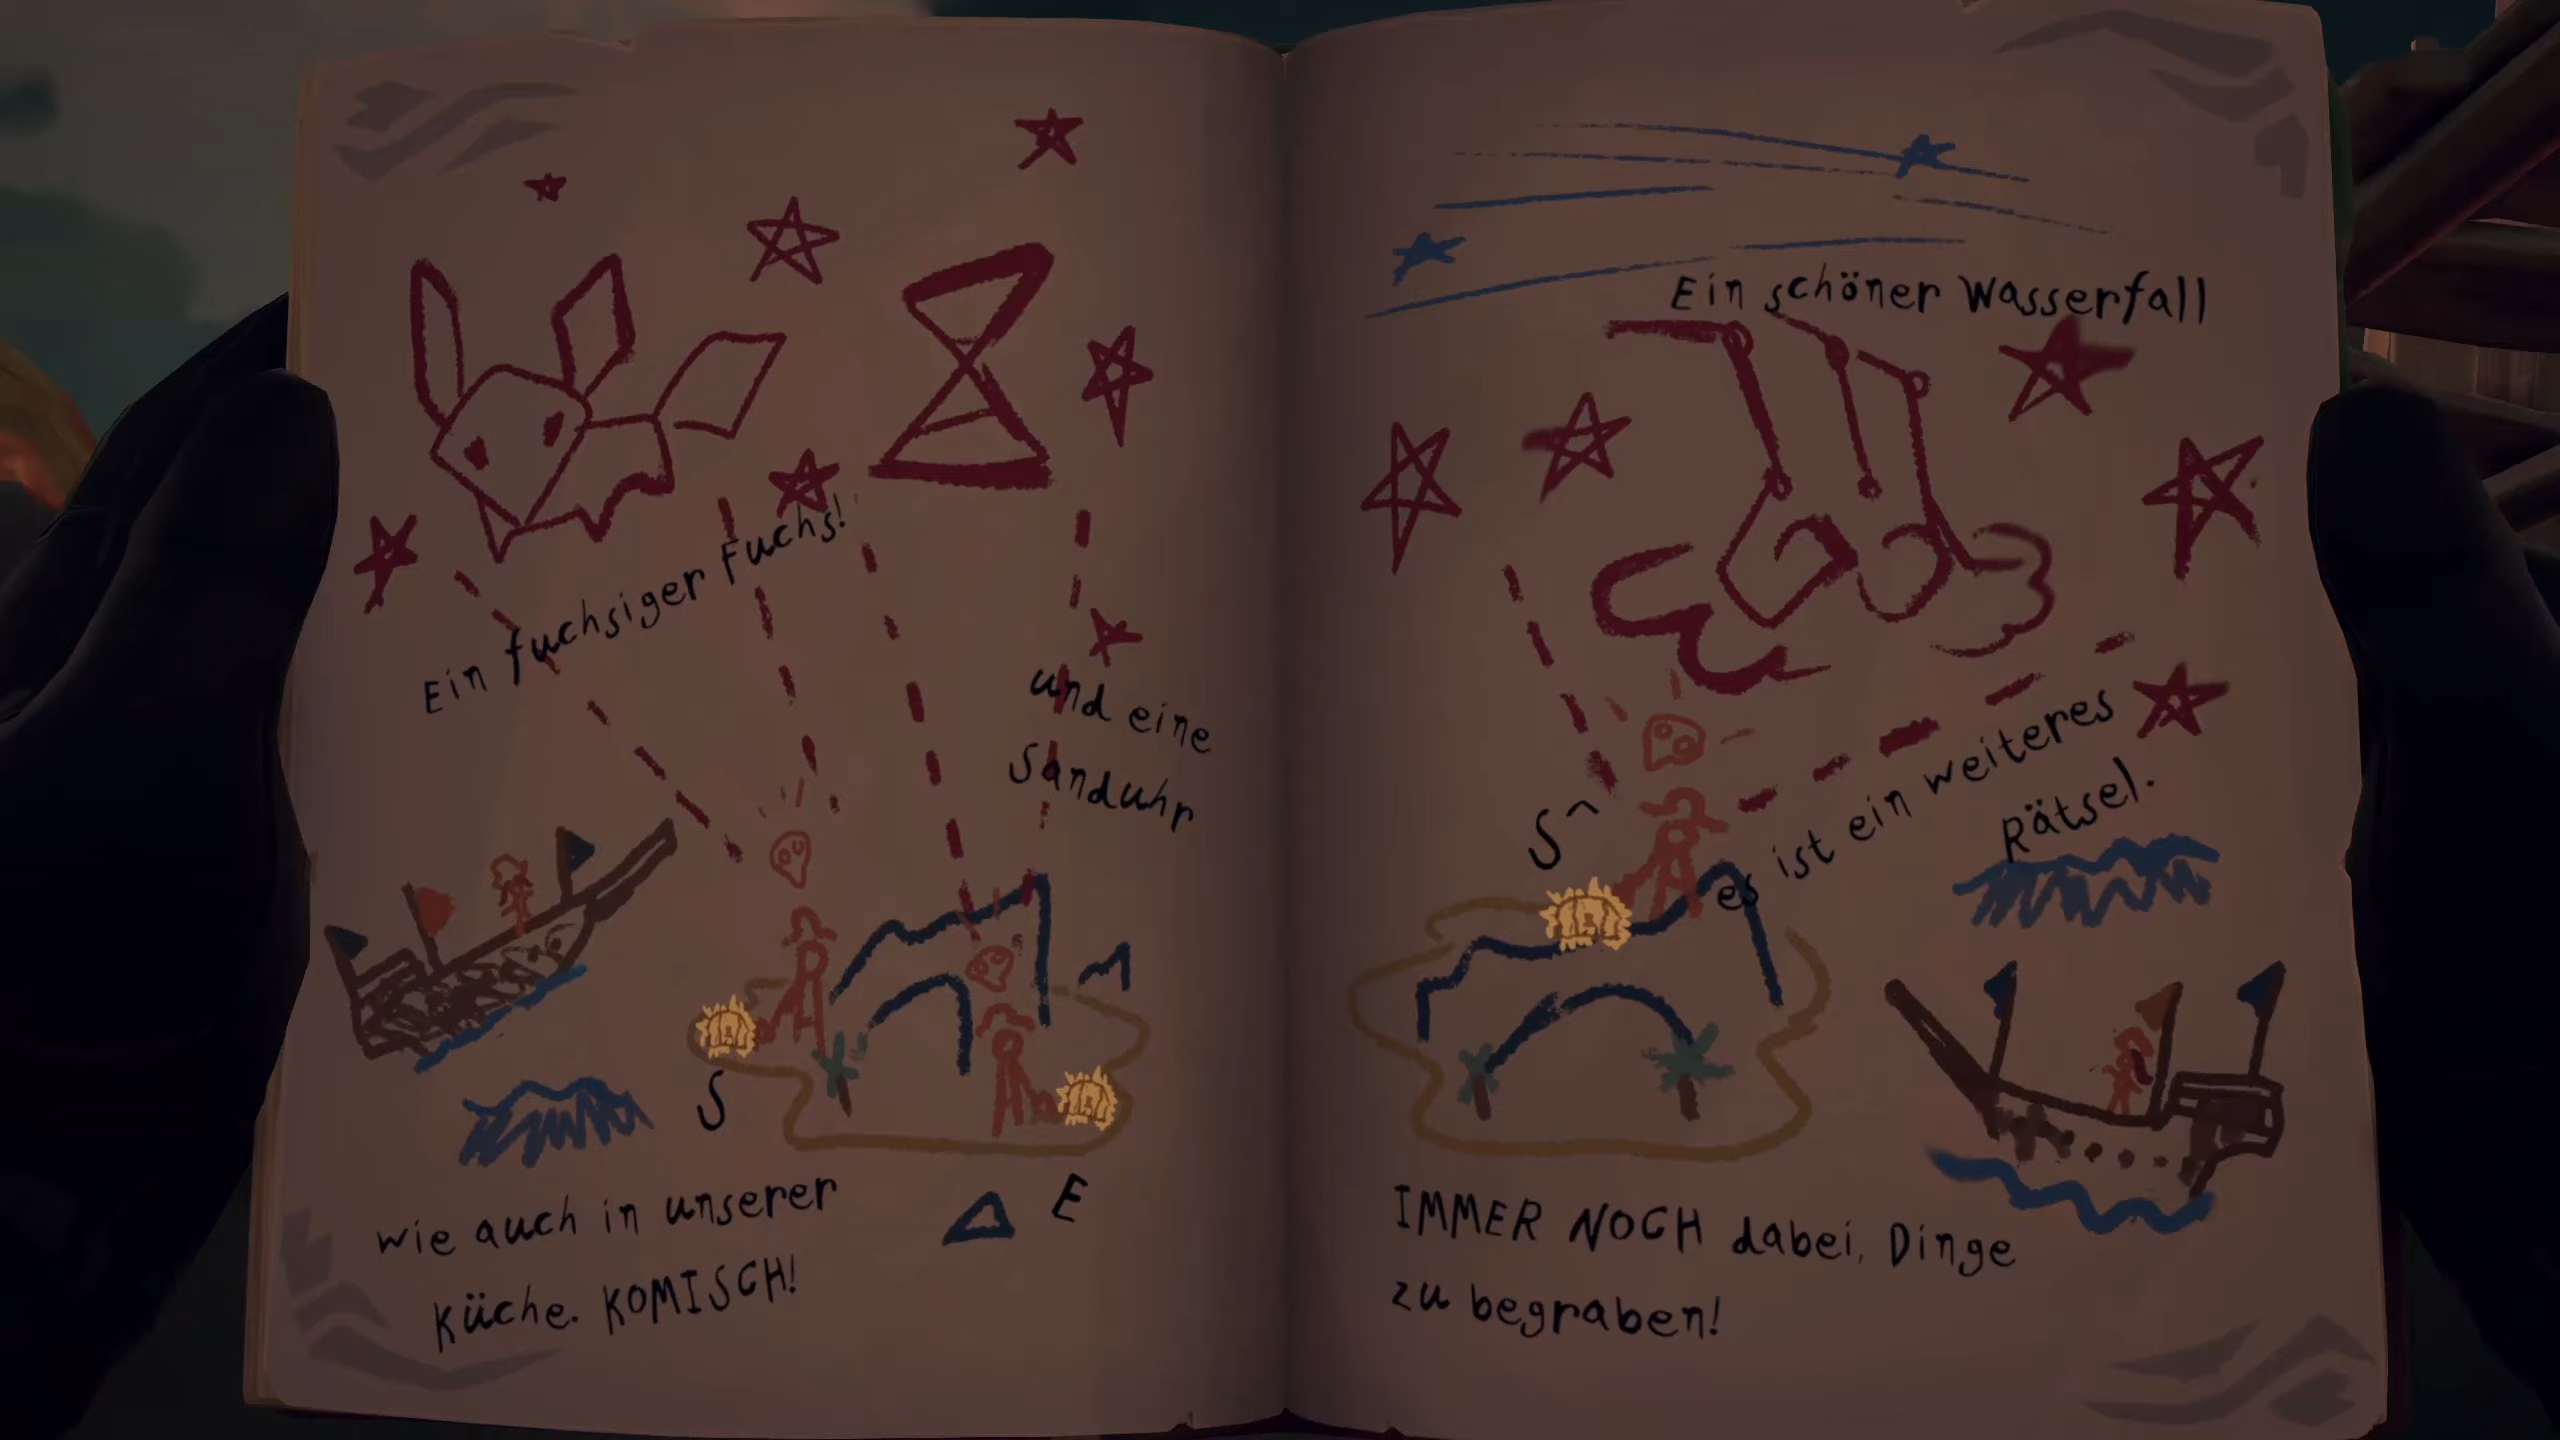 Ein fuchsiger Fuchs!
und eine
Sanduhr
S
E
wie auch in unserer
Küche. KOMISCH!
Ein schöner Wasserfall
S^
es ist ein weiteres
Rätsel.
IMMER NOCH dabei, Dinge
zu begraben!